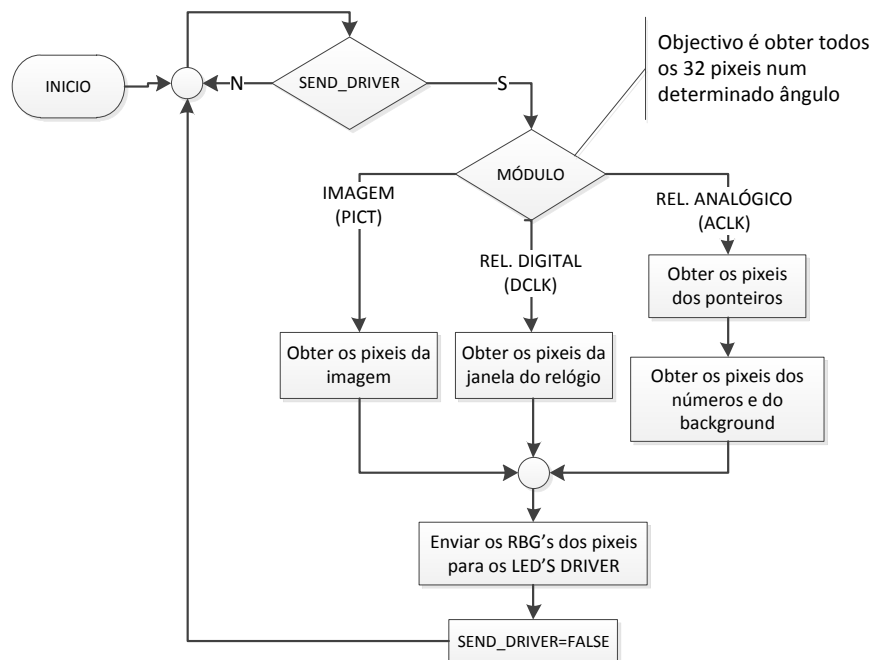 INICIO
N
SEND_DRIVER
S
Objectivo é obter todos
os 32 pixeis num
determinado ângulo
MÓDULO
IMAGEM
(PICT)
REL. DIGITAL
(DCLK)
REL. ANALÓGICO
(ACLK)
Obter os pixeis
dos ponteiros
Obter os pixeis da
imagem
Obter os pixeis da
janela do relógio
Obter os pixeis dos
números e do
background
Enviar os RBG’s dos pixeis
para os LED’S DRIVER
SEND_DRIVER=FALSE